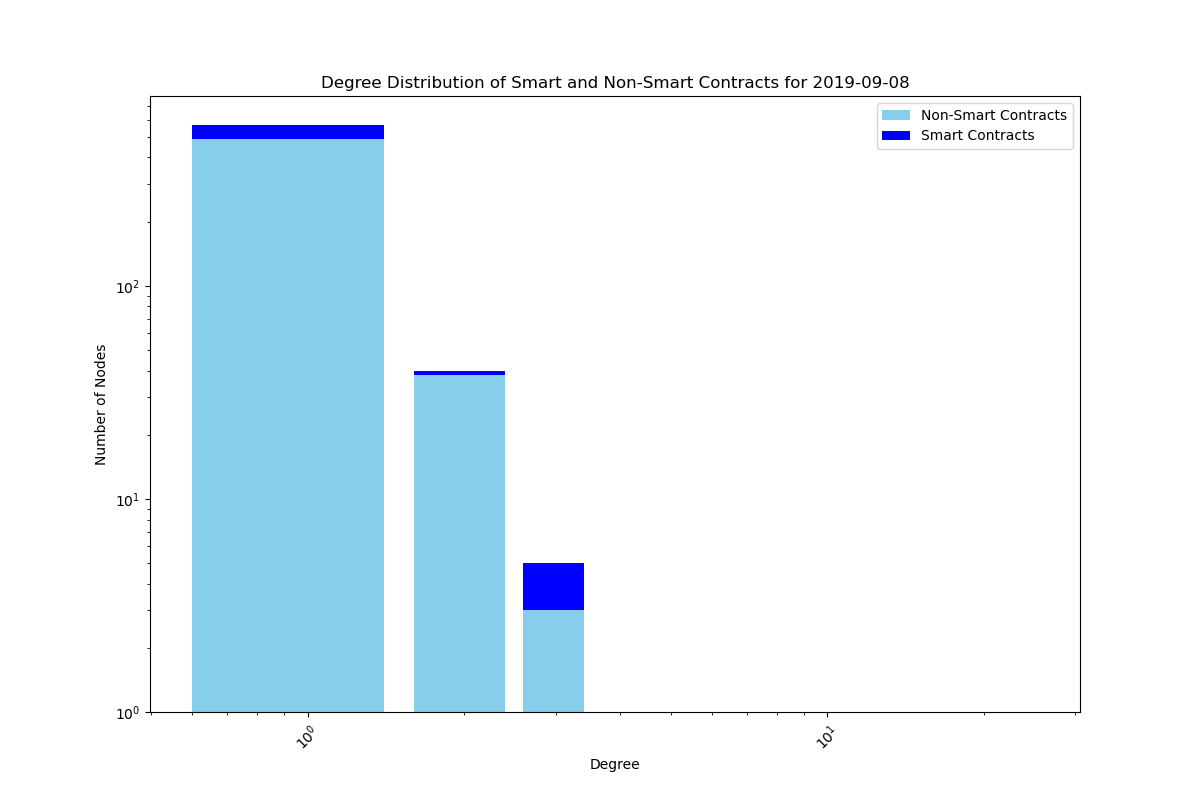 Degree Distribution of Smart and Non-Smart Contracts for 2019-09-08
Non-Smart Contracts
Smart Contracts
Number of Nodes
10²
10¹
10⁰
10⁰
10¹
Degree